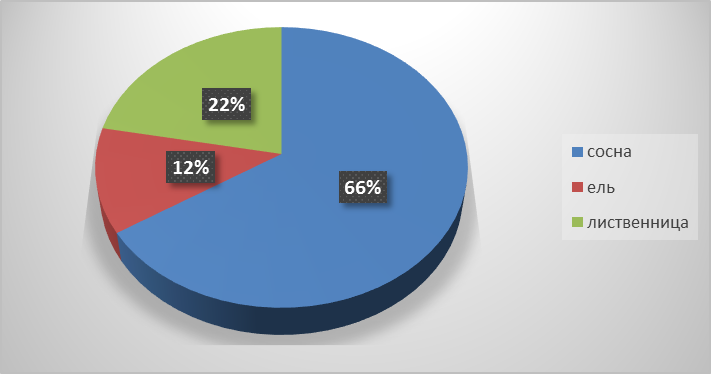 22%
12%
66%
сосна
ель
лиственница